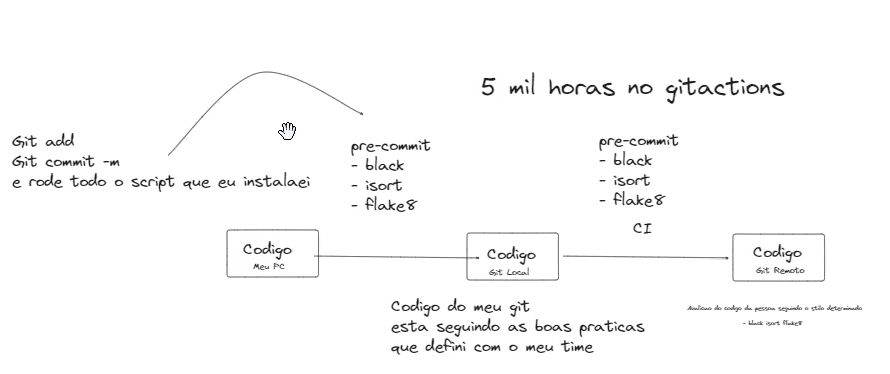 5 mil horas no gitactions
Git add
Git commit -m
e rode todo o script que eu instalaei
pre-commit
- black
- isort
- flake8
pre-commit
- black
- isort
- flake8
CI
Codigo
Meu PC
Codigo
Git Local
Codigo
Git Remoto
Codigo do meu git
esta seguindo as boas praticas
que defini com o meu time
do codigo da pessoa seguindo o stilo determinado
- black isort flake8